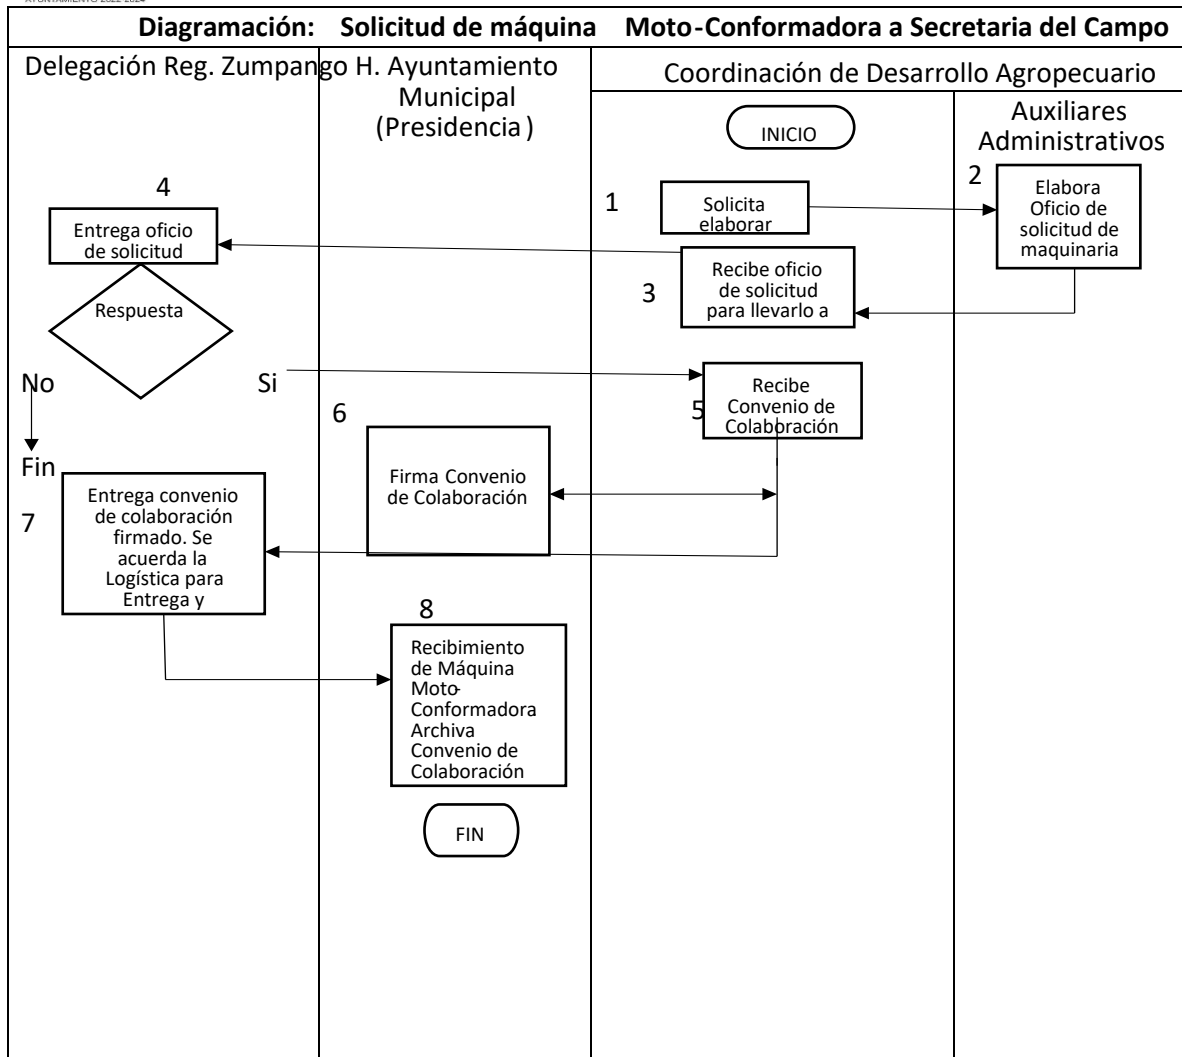 AYUNTAMIENTO 2022-2024
Diagramación: Solicitud de máquina Moto-Conformadora a Secretaria del Campo
Delegación Reg. Zumpango
H. Ayuntamiento
Municipal
(Presidencia)
Coordinación de Desarrollo Agropecuario
Auxiliares
Administrativos
INICIO
1
Solicita
elaborar
2
Elabora
Oficio de
solicitud de
maquinaria
3
Recibe oficio
de solicitud
para llevarlo a
4
Entrega oficio
de solicitud
Respuesta
No
Si
Fin
5
Recibe
Convenio de
Colaboración
6
Firma Convenio
de Colaboración
7
Entrega convenio
de colaboración
firmado. Se
acuerda la
Logística para
Entrega y
8
Recibimiento
de Máquina
Moto-
Conformadora
Archiva
Convenio de
Colaboración
FIN